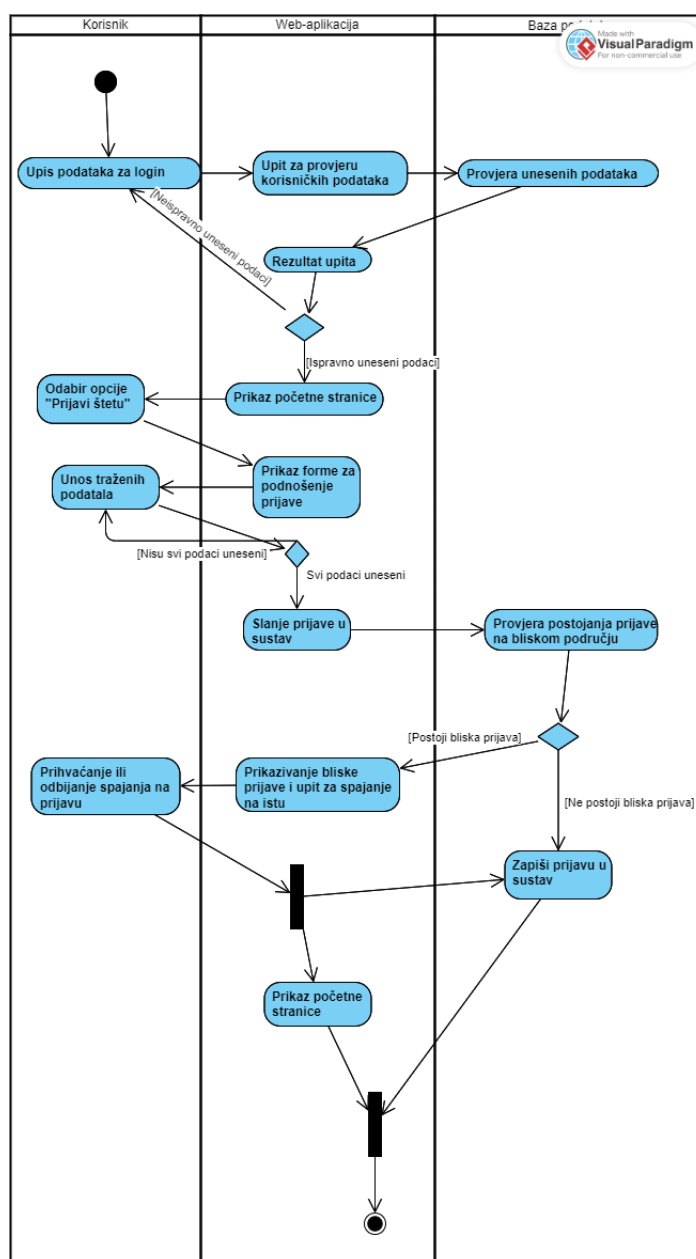 Korisnik
Web-aplikacija
Baza
Made with
VisualParadigm
For non-commercial use
Upis podataka za login
Upit za provjeru
korisničkih podataka
Provjera unesenih podataka
[Neispravno uneseni podaci]
Rezultat upita
[Ispravno uneseni podaci]
Odabir opcije
"Prijavi štetu"
Prikaz početne stranice
Unos traženih
podatala
Prikaz forme za
podnošenje
prijave
[Nisu svi podaci uneseni]
Svi podaci uneseni
Slanje prijave u
sustav
Provjera postojanja prijave
na bliskom području
[Postoji bliska prijava]
Prihvaćanje ili
odbijanje spajanja na
prijavu
Prikazivanje bliske
prijave i upit za spajanje
na istu
[Ne postoji bliska prijava]
Zapiši prijavu u
sustav
Prikaz početne
stranice